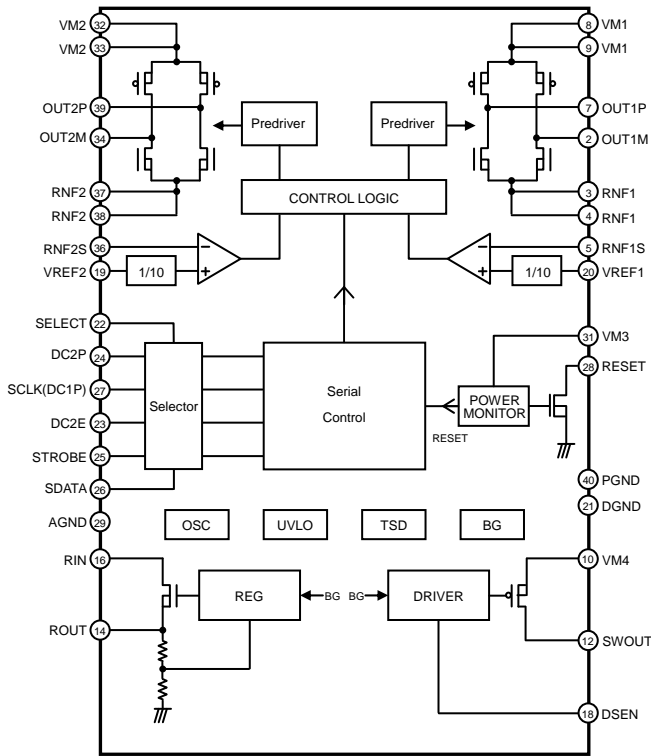 VM2 32
VM2 33
OUT2P 39
OUT2M 34
RNF2 37
RNF2 38
RNF2S 36
VREF2 19
SELECT 22
DC2P 24
SCLK(DC1P) 27
DC2E 23
STROBE 25
SDATA 26
AGND 29
RIN 16
ROUT 14
Predriver
Predriver
CONTROL LOGIC
−
+
1/10
−
+
1/10
Selector
Serial
Control
POWER
MONITOR
RESET
OSC
UVLO
TSD
BG
REG
BG
BG
DRIVER
8 VM1
9 VM1
7 OUT1P
2 OUT1M
3 RNF1
4 RNF1
5 RNF1S
20 VREF1
31 VM3
28 RESET
40 PGND
21 DGND
10 VM4
12 SWOUT
18 DSEN